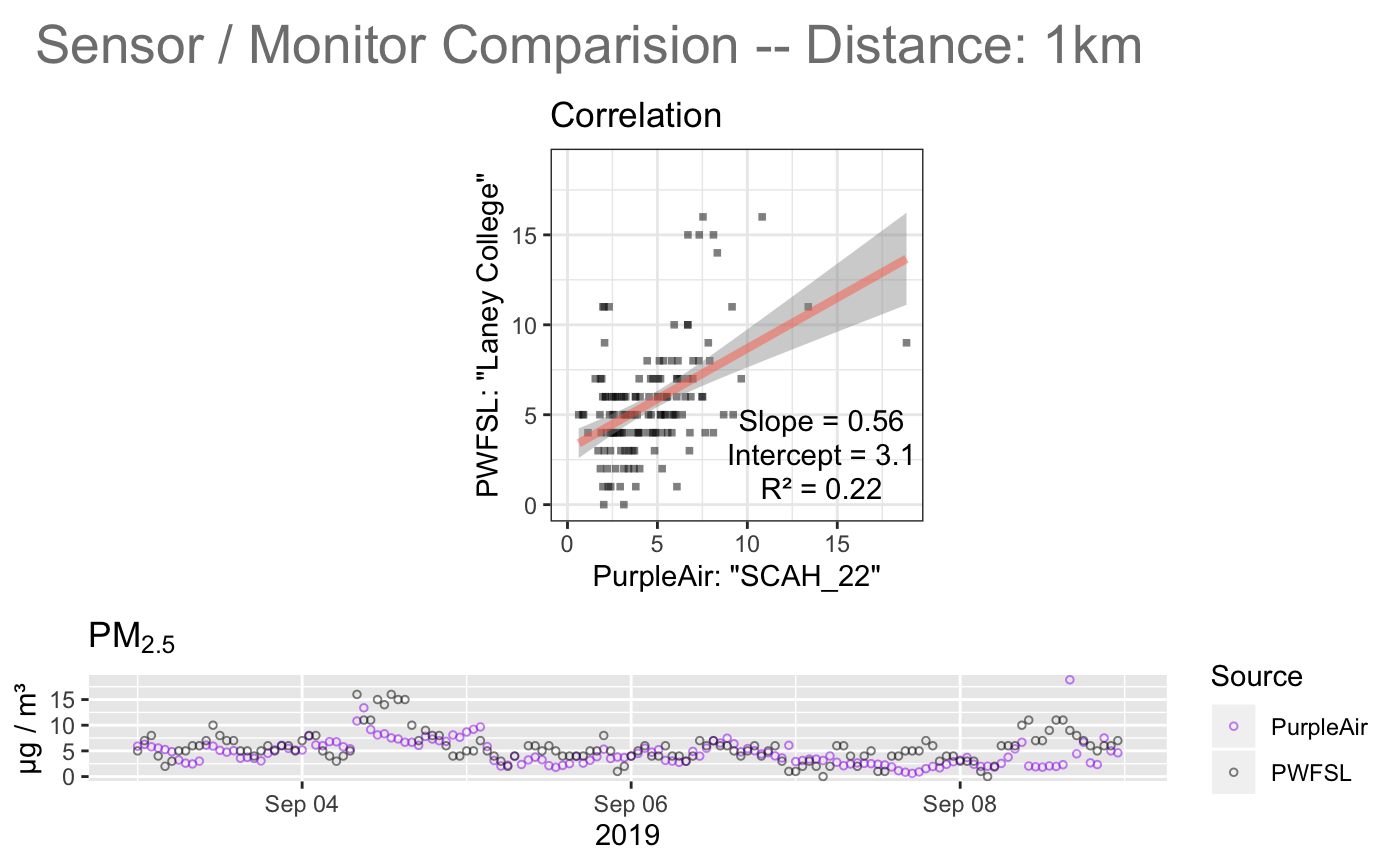 Sensor / Monitor Comparision -- Distance: 1km
Correlation
PWFSL: "Laney College"
15
10
5
0
Slope = 0.56
Intercept = 3.1
R² = 0.22
0 5 10 15
PurpleAir: "SCAH_22"
PM2.5
µg / m³
15
10
5
0
Sep 04 Sep 06 Sep 08
2019
Source
PurpleAir
PWFSL